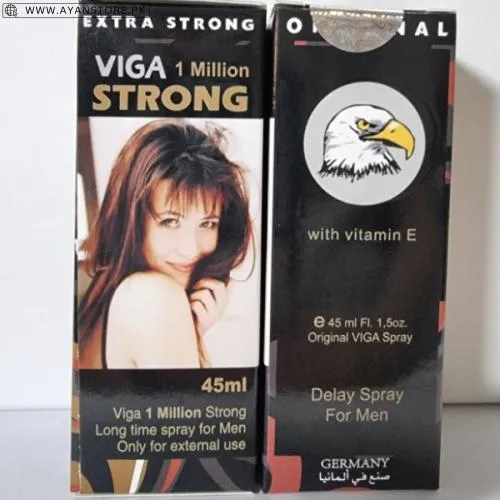 WWW.AYANSTORE.PK
EXTRA STRONG
VIGA 1 Million
STRONG
45ml
Viga 1 Million Strong
Long time spray for Men
Only for external use
with vitamin E
e 45 ml Fl. 1,5oz.
Original VIGA Spray
Delay Spray
For Men
GERMANY
صنع في ألمانيا